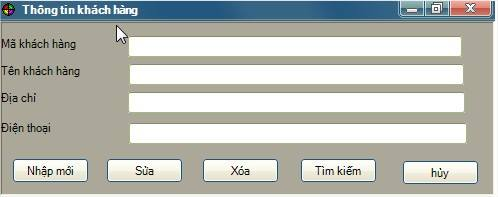 Thông tin khách hàng
Mã khách hàng
Tên khách hàng
Địa chỉ
Điện thoại
Nhập mới Sửa Xóa Tìm kiếm hủy